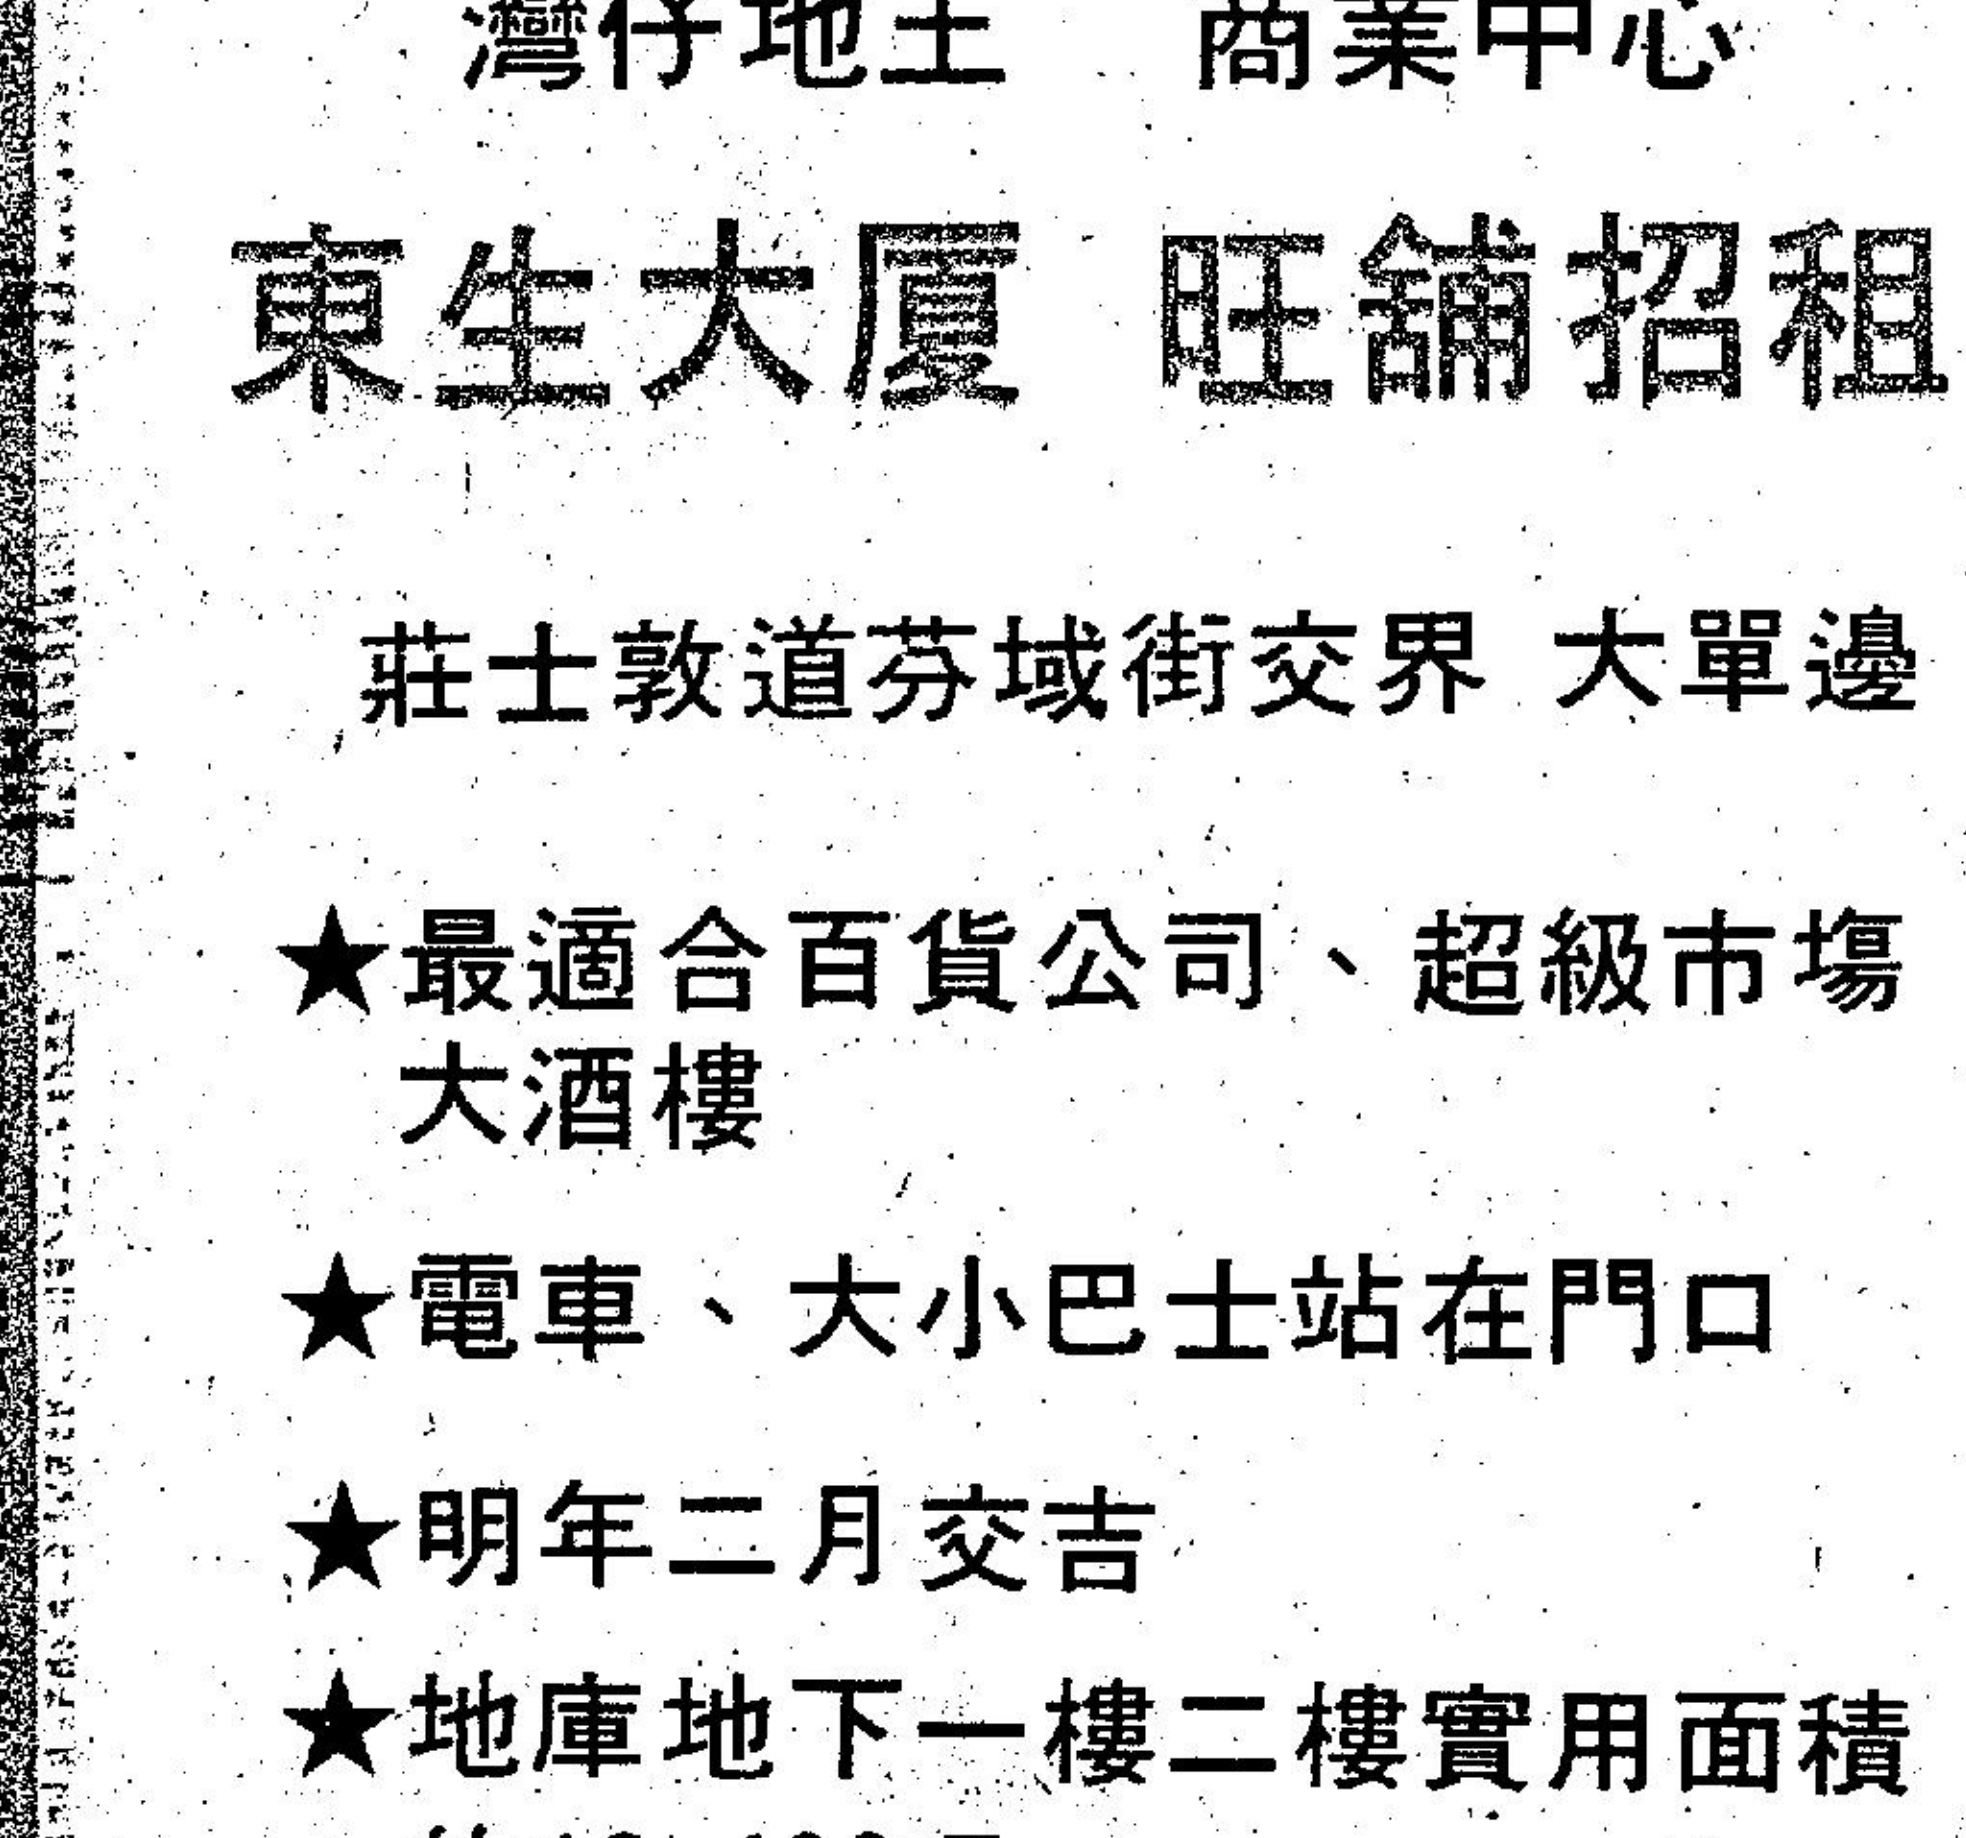 灣仔地王 商業中心
東生大厦 旺舖招租
莊士敦道芬域街交界 大單邊
★最適合百貨公司、超級市塲
大酒樓
★電車、大小巴士站在門口
★明年二月交吉
★地庫地下一樓二樓實用面積